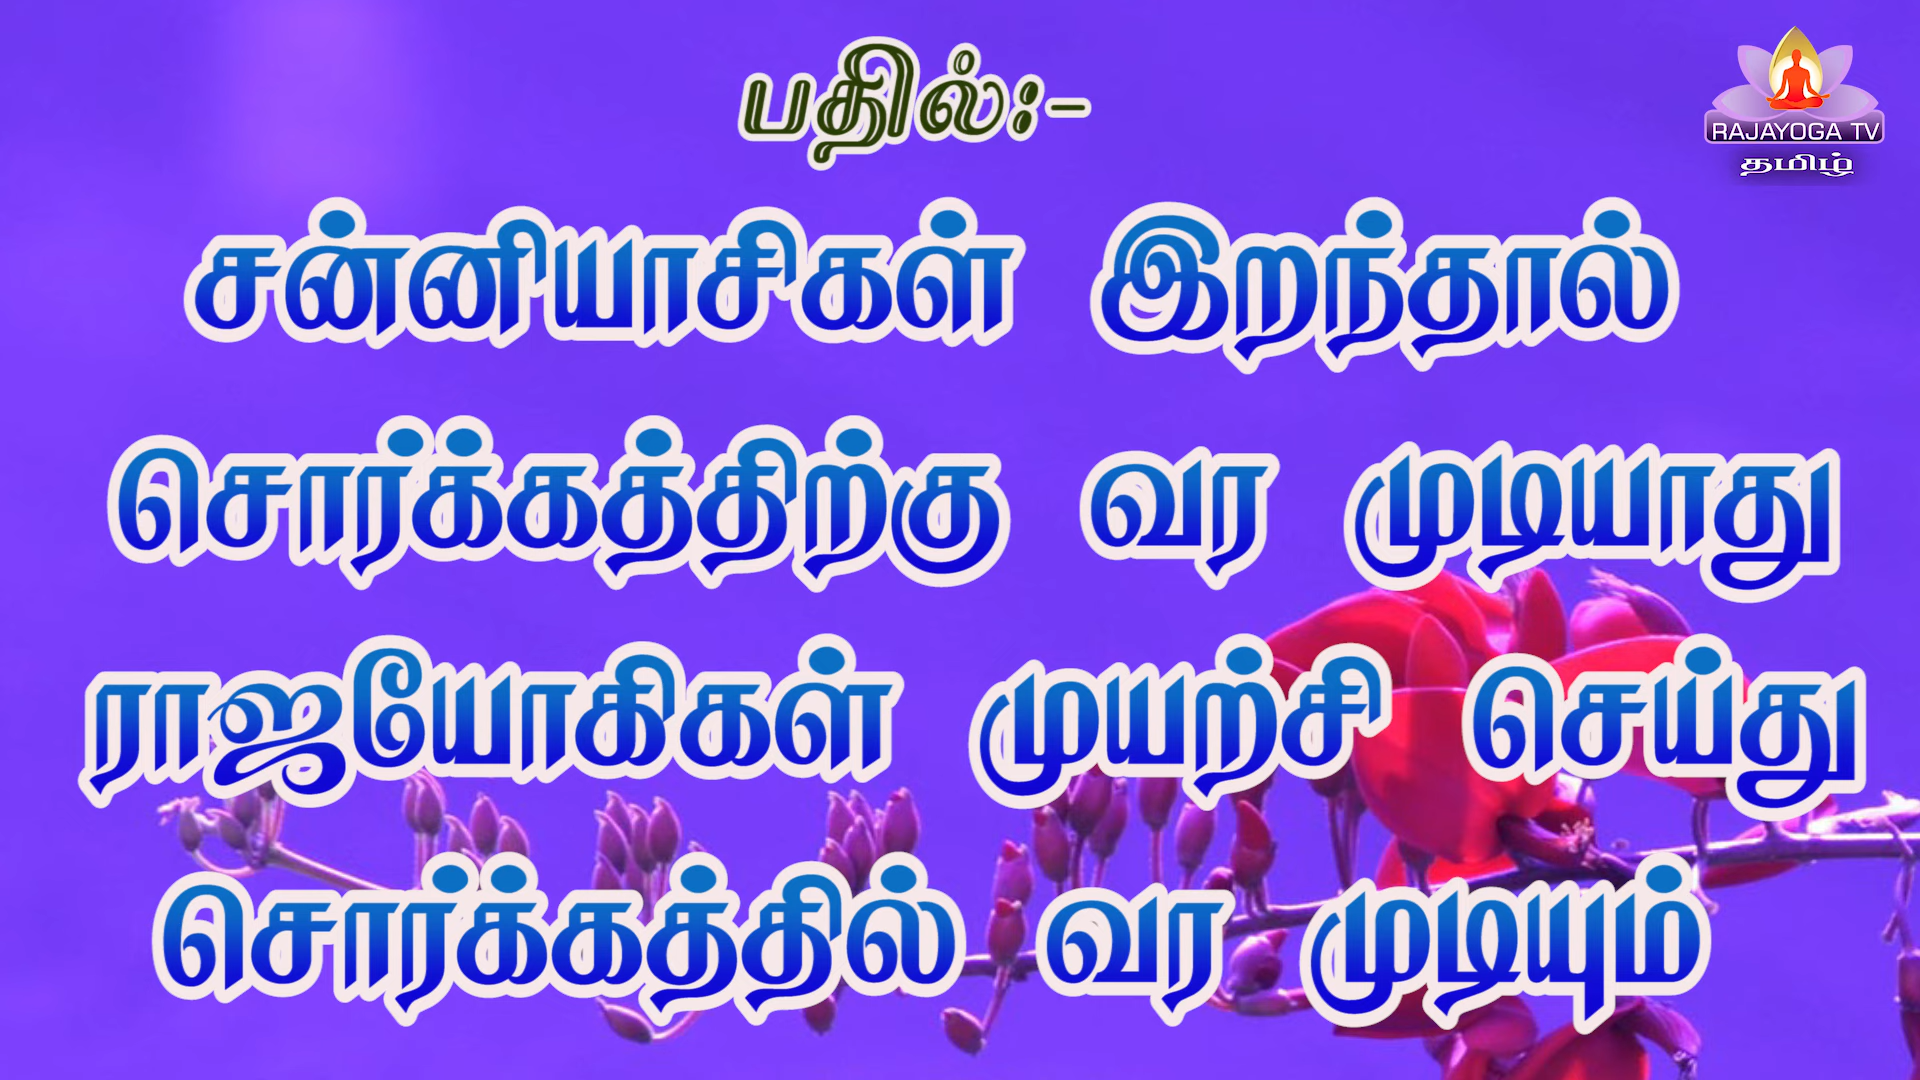 பதில்:-
RAJAYOGA TV
தமிழ்
சன்னியாசிகள் இறந்தால்
சொர்க்கத்திற்கு வர முடியாது
ராஜயோகிகள் முயற்சி செய்து
சொர்க்கத்தில் வர முடியும்